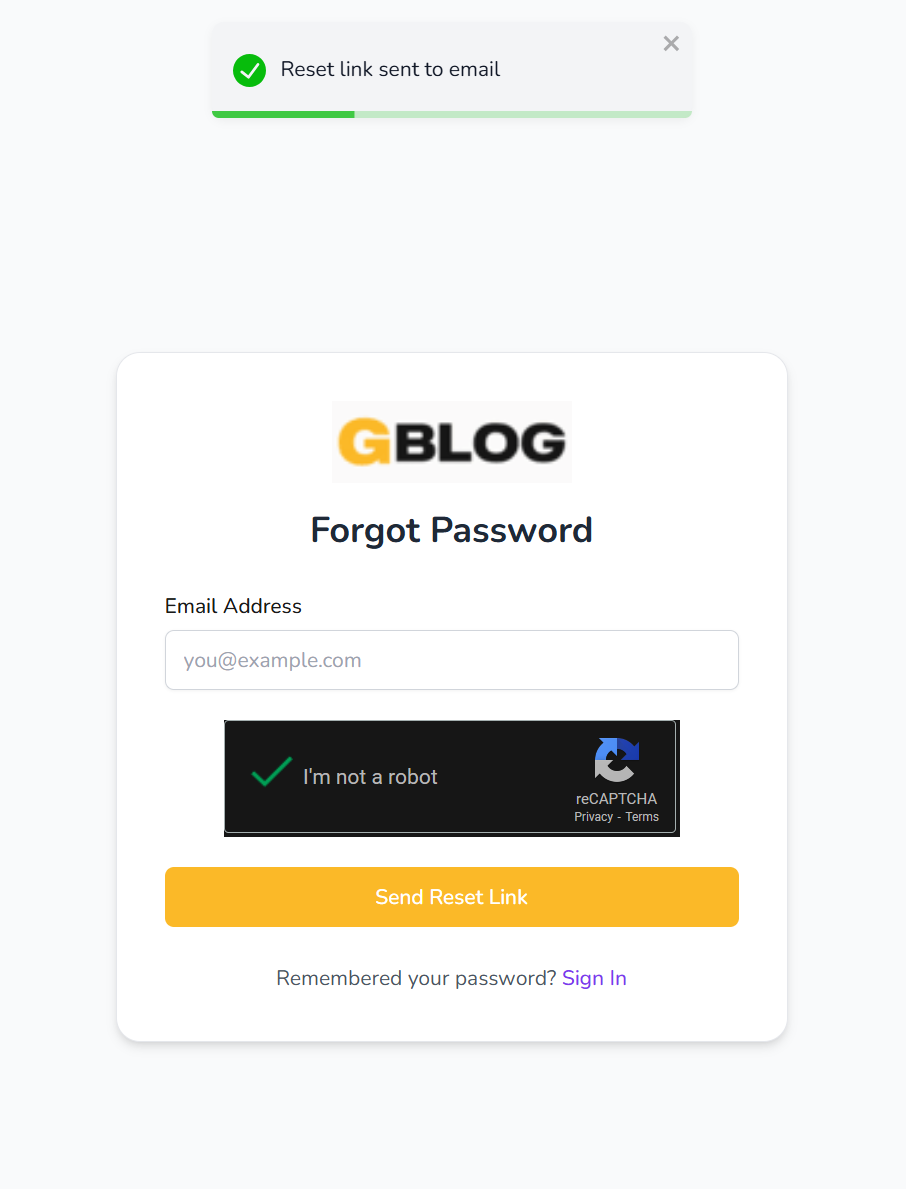 Reset link sent to email
GBLOG
Forgot Password
Email Address
you@example.com
I'm not a robot
reCAPTCHA
Privacy - Terms
Send Reset Link
Remembered your password? Sign In